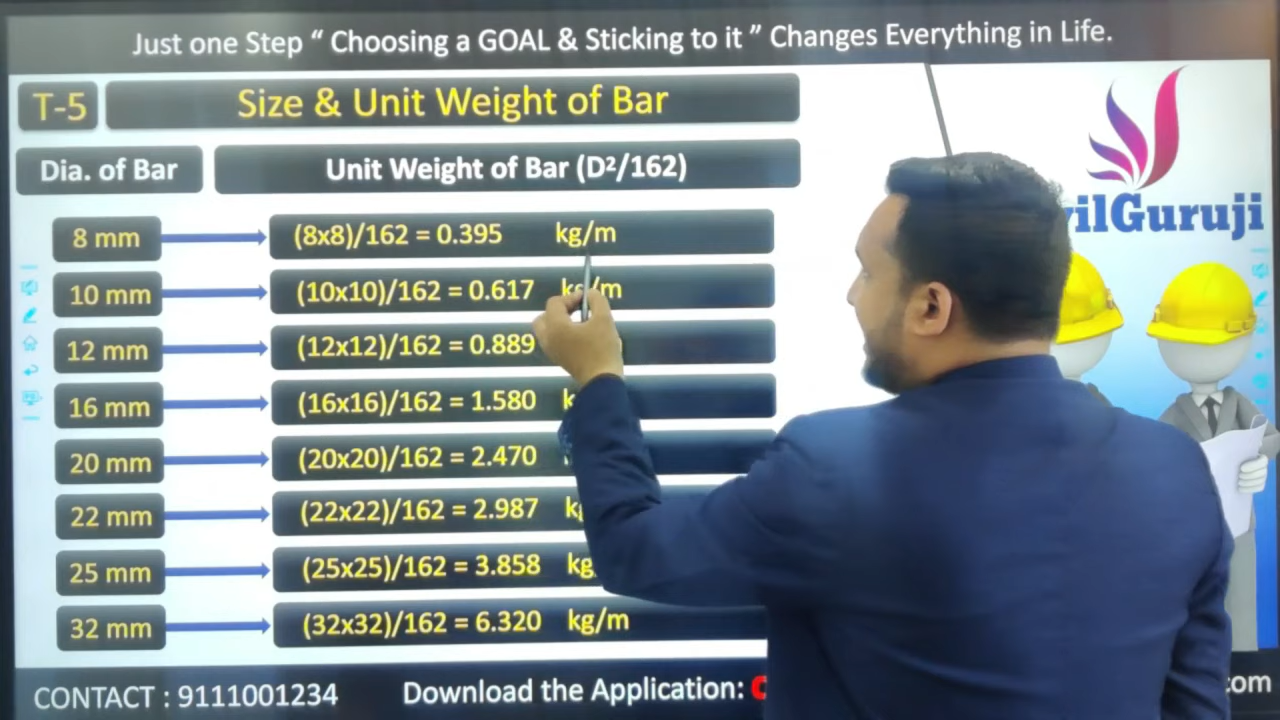 Just one Step “ Choosing a GOAL & Sticking to it ” Changes Everything in Life.
T-5 Size & Unit Weight of Bar
Dia. of Bar Unit Weight of Bar (D²/162)
8 mm (8x8)/162 = 0.395 kg/m
10 mm (10x10)/162 = 0.617 kg/m
12 mm (12x12)/162 = 0.889
16 mm (16x16)/162 = 1.580
20 mm (20x20)/162 = 2.470
22 mm (22x22)/162 = 2.987
25 mm (25x25)/162 = 3.858 kg
32 mm (32x32)/162 = 6.320 kg/m
ilGuruji
CONTACT : 9111001234 Download the Application: C
com